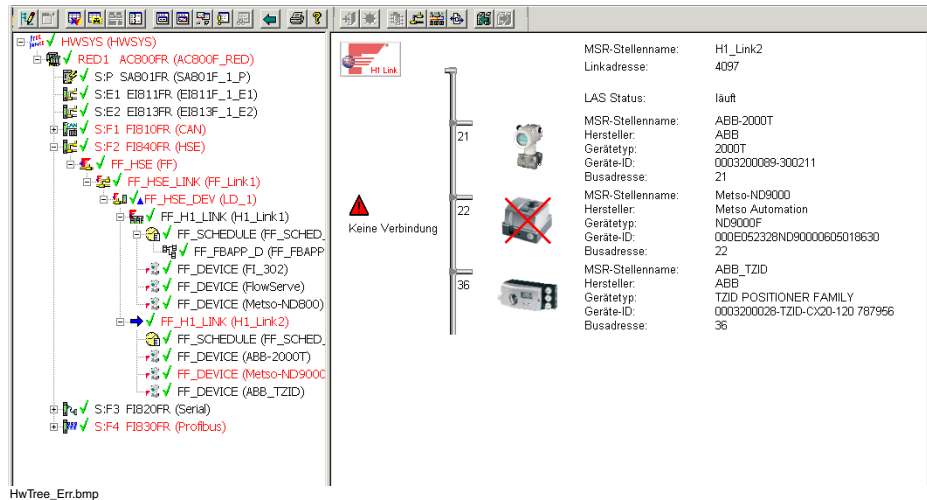 HWSYS (HWSYS)
RED1 AC800FR (AC800F_RED)
S:P SA801FR (SA801F_1_P)
S:E1 EI811FR (EI811F_1_E1)
S:E2 EI813FR (EI813F_1_E2)
S:F1 FI810FR (CAN)
S:F2 FI840FR (HSE)
FF_HSE (FF)
FF_HSE_LINK (FF_Link1)
FF_HSE_DEV (LD_1)
FF_H1_LINK (H1_Link1)
FF_SCHEDULE (FF_SCHED_
FF_FBAPP_D (FF_FBAPP
FF_DEVICE (FI_302)
FF_DEVICE (FlowServe)
FF_DEVICE (Metso-ND800)
FF_H1_LINK (H1_Link2)
FF_SCHEDULE (FF_SCHED_
FF_DEVICE (ABB-2000T)
FF_DEVICE (Metso-ND9000
FF_DEVICE (ABB_TZID)
S:F3 FI820FR (Serial)
S:F4 FI830FR (Profibus)
H1 Link
MSR-Stellenname: H1_Link2
Linkadresse: 4097
LAS Status: läuft
21
MSR-Stellenname: ABB-2000T
Hersteller: ABB
Gerätetyp: 2000T
Geräte-ID: 0003200089-300211
Busadresse: 21
Keine Verbindung
22
MSR-Stellenname: Metso-ND9000
Hersteller: Metso Automation
Gerätetyp: ND9000F
Geräte-ID: 000E052328ND90000605018630
Busadresse: 22
36
MSR-Stellenname: ABB_TZID
Hersteller: ABB
Gerätetyp: TZID POSITIONER FAMILY
Geräte-ID: 0003200028-TZID-CX20-120 787956
Busadresse: 36
HwTree_Err.bmp